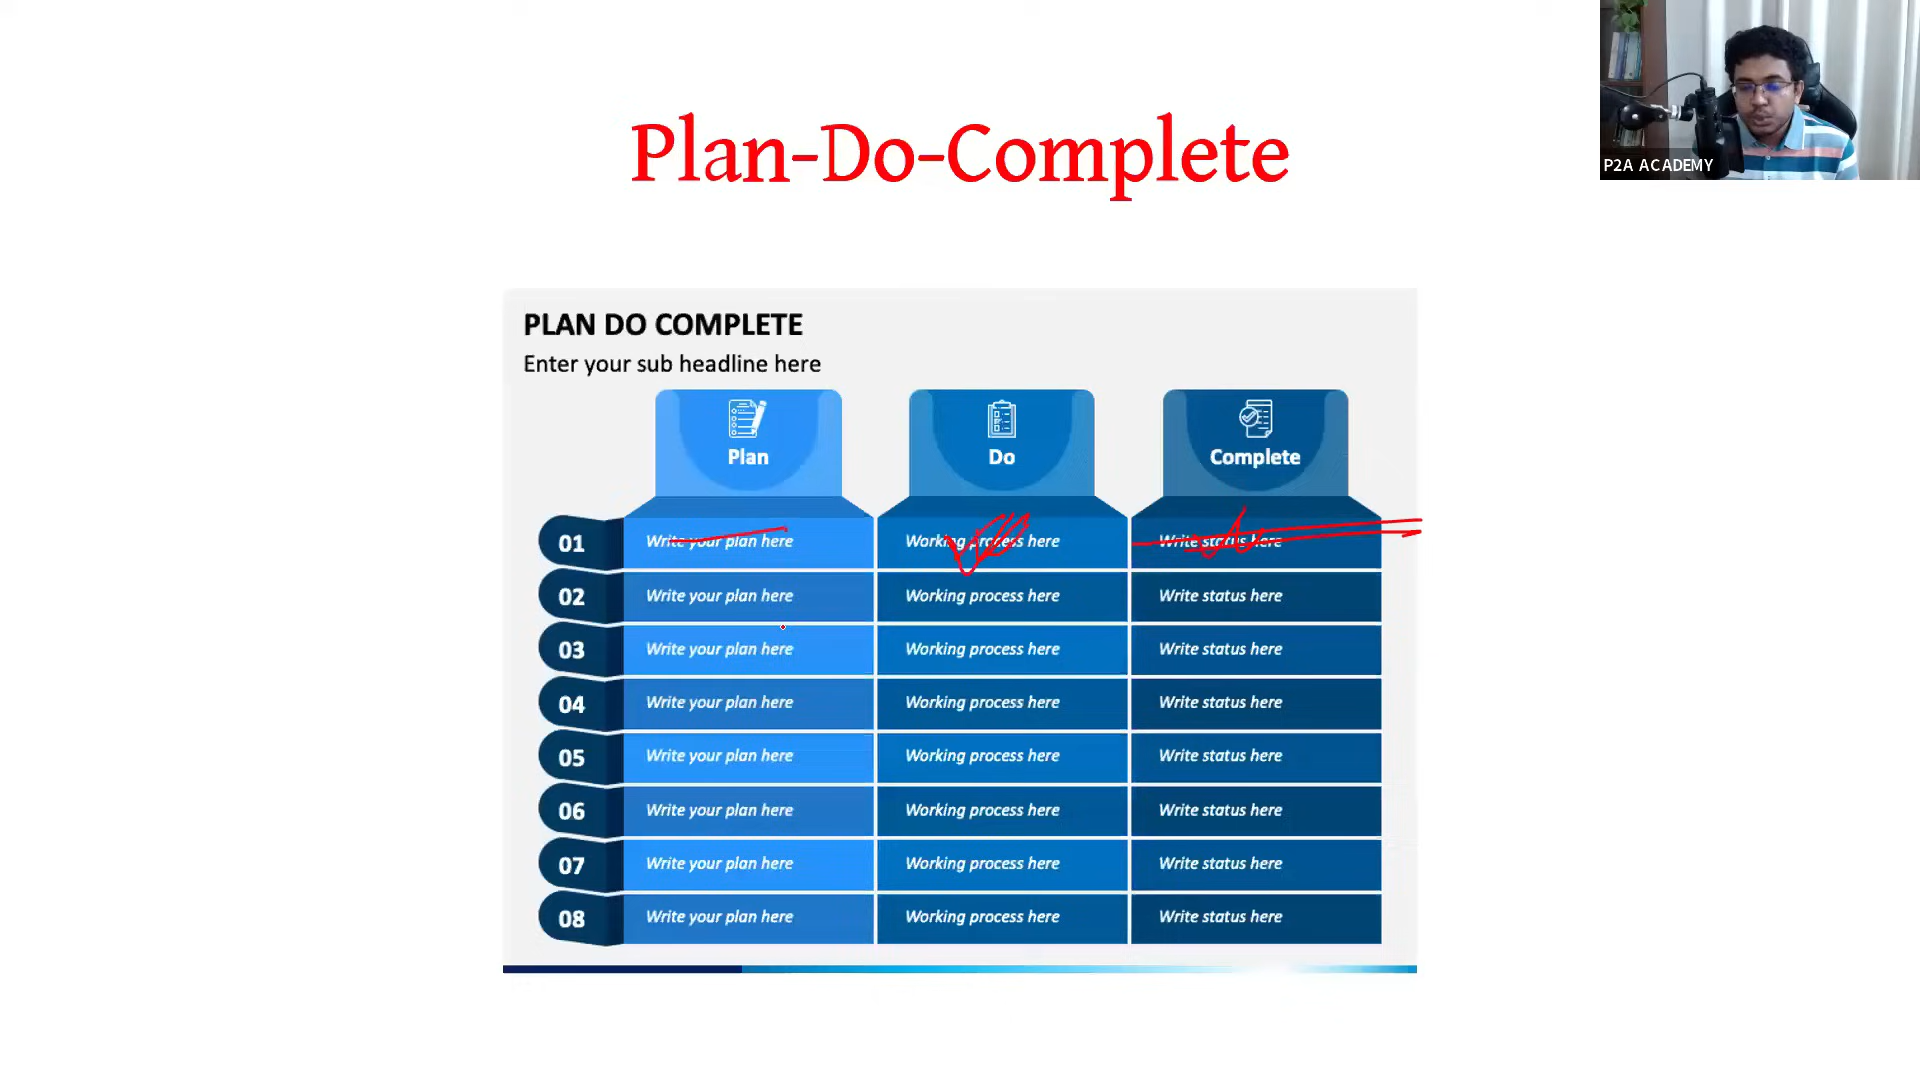 P2A ACADEMY
Plan-Do-Complete
PLAN DO COMPLETE
Enter your sub headline here
Plan Do Complete
01 Write your plan here Working process here Write status here
02 Write your plan here Working process here Write status here
03 Write your plan here Working process here Write status here
04 Write your plan here Working process here Write status here
05 Write your plan here Working process here Write status here
06 Write your plan here Working process here Write status here
07 Write your plan here Working process here Write status here
08 Write your plan here Working process here Write status here